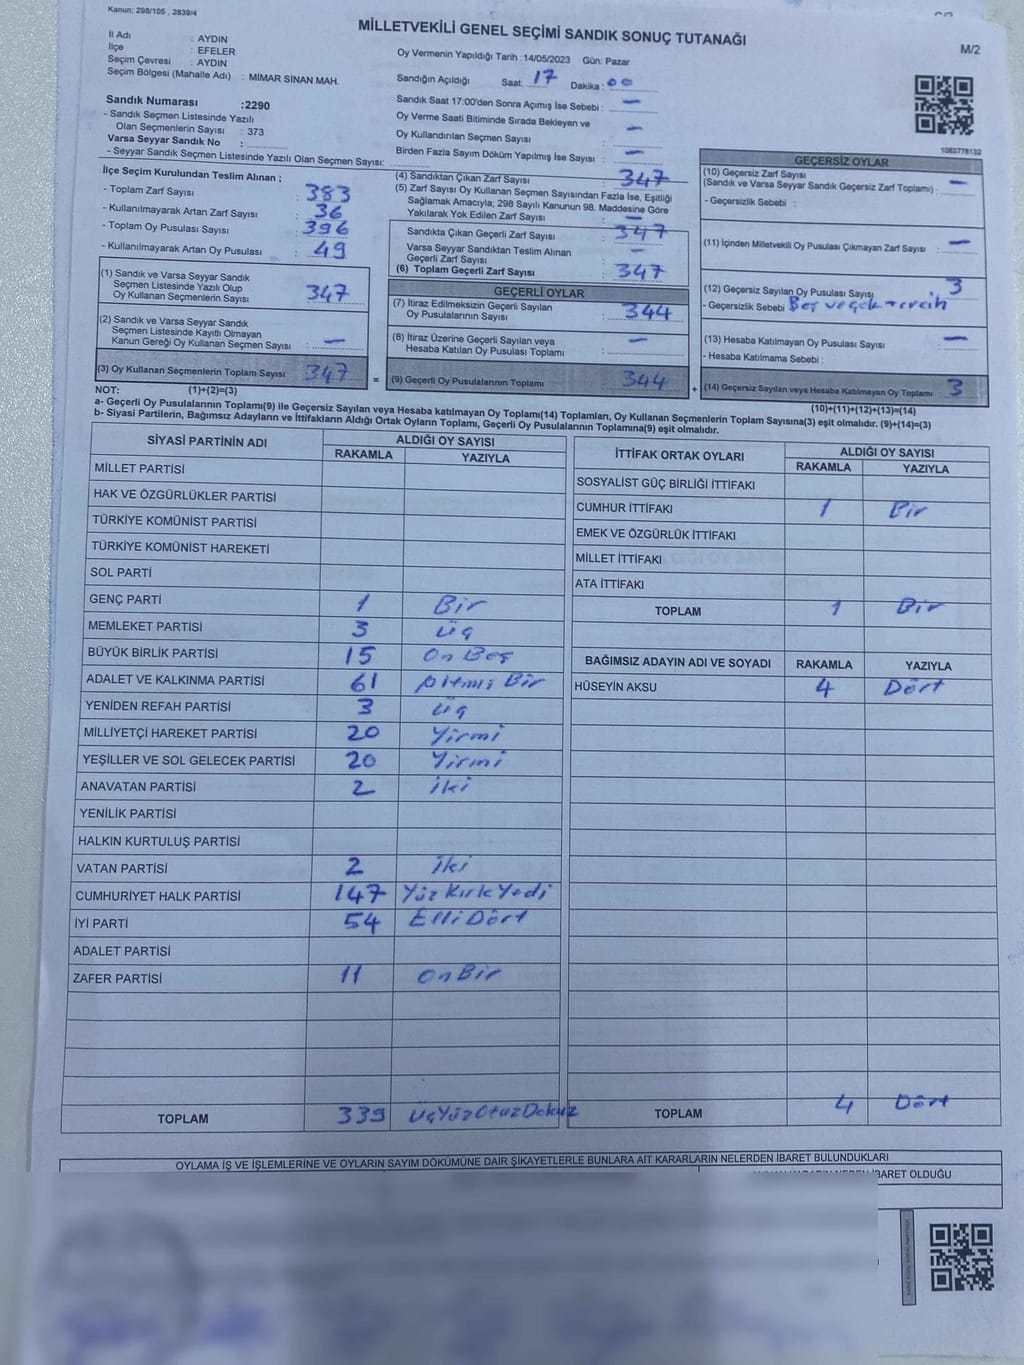 Kanun: 298/105 , 2839/4
MİLLETVEKİLİ GENEL SEÇİMİ SANDIK SONUÇ TUTANAĞI
M/2
İl Adı : AYDIN
İlçe : EFELER
Seçim Çevresi : AYDIN
Seçim Bölgesi (Mahalle Adı) : MİMAR SİNAN MAH.
Oy Vermenin Yapıldığı Tarih :14/05/2023 Gün: Pazar
Sandığın Açıldığı Saat: 17 Dakika: 00
Sandık Saat 17:00'den Sonra Açılmış İse Sebebi : —
Oy Verme Saati Bitiminde Sırada Bekleyen ve
Oy Kullandırılan Seçmen Sayısı : —
Birden Fazla Sayım Döküm Yapılmış İse Sayısı : —
Sandık Numarası :2290
- Sandık Seçmen Listesinde Yazılı
Olan Seçmenlerin Sayısı : 373
Varsa Seyyar Sandık No :
- Seyyar Sandık Seçmen Listesinde Yazılı Olan Seçmen Sayısı:
İlçe Seçim Kurulundan Teslim Alınan ;
- Toplam Zarf Sayısı : 383
- Kullanılmayarak Artan Zarf Sayısı : 36
- Toplam Oy Pusulası Sayısı : 396
- Kullanılmayarak Artan Oy Pusulası : 49
(1) Sandık ve Varsa Seyyar Sandık
Seçmen Listesinde Yazılı Olup
Oy Kullanan Seçmenlerin Sayısı : 347
(2) Sandık ve Varsa Seyyar Sandık
Seçmen Listesinde Kayıtlı Olmayan
Kanun Gereği Oy Kullanan Seçmen Sayısı : —
(3) Oy Kullanan Seçmenlerin Toplam Sayısı : 347
(4) Sandıktan Çıkan Zarf Sayısı : 347
(5) Zarf Sayısı Oy Kullanan Seçmen Sayısından Fazla İse, Eşitliği
Sağlamak Amacıyla; 298 Sayılı Kanunun 98. Maddesine Göre
Yakılarak Yok Edilen Zarf Sayısı : —
Sandıkta Çıkan Geçerli Zarf Sayısı : 347
Varsa Seyyar Sandıktan Teslim Alınan
Geçerli Zarf Sayısı : —
(6) Toplam Geçerli Zarf Sayısı : 347
GEÇERLİ OYLAR
(7) İtiraz Edilmeksizin Geçerli Sayılan
Oy Pusulalarının Sayısı : 344
(8) İtiraz Üzerine Geçerli Sayılan veya
Hesaba Katılan Oy Pusulası Toplamı : —
= (9) Geçerli Oy Pusulalarının Toplamı : 344 +
1083778132
GEÇERSİZ OYLAR
(10) Geçersiz Zarf Sayısı
(Sandık ve Varsa Seyyar Sandık Geçersiz Zarf Toplamı) : —
- Geçersizlik Sebebi :
(11) İçinden Milletvekili Oy Pusulası Çıkmayan Zarf Sayısı : —
(12) Geçersiz Sayılan Oy Pusulası Sayısı : 3
- Geçersizlik Sebebi
(13) Hesaba Katılmayan Oy Pusulası Sayısı : —
- Hesaba Katılmama Sebebi :
(14) Geçersiz Sayılan veya Hesaba Katılmayan Oy Toplamı : 3
NOT: (1)+(2)=(3)
(10)+(11)+(12)+(13)=(14)
a- Geçerli Oy Pusulasının Toplamı(9) ile Geçersiz Sayılan veya Hesaba katılmayan Oy Toplamı(14) Toplamları, Oy Kullanan Seçmenlerin Toplam Sayısına(3) eşit olmalıdır. (9)+(14)=(3)
b- Siyasi Partilerin, Bağımsız Adayların ve İttifakların Aldığı Ortak Oyların Toplamı, Geçerli Oy Pusulalarının Toplamına(9) eşit olmalıdır.
SİYASİ PARTİNİN ADI ALDIĞI OY SAYISI
RAKAMLA YAZIYLA
MİLLET PARTİSİ
HAK VE ÖZGÜRLÜKLER PARTİSİ
TÜRKİYE KOMÜNİST PARTİSİ
TÜRKİYE KOMÜNİST HAREKETİ
SOL PARTİ
GENÇ PARTİ 1 Bir
MEMLEKET PARTİSİ 3 üç
BÜYÜK BİRLİK PARTİSİ 15 On Beş
ADALET VE KALKINMA PARTİSİ 61 Altmış Bir
YENİDEN REFAH PARTİSİ 3 üç
MİLLİYETÇİ HAREKET PARTİSİ 20 Yirmi
YEŞİLLER VE SOL GELECEK PARTİSİ 20 Yirmi
ANAVATAN PARTİSİ 2 iki
YENİLİK PARTİSİ
HALKIN KURTULUŞ PARTİSİ
VATAN PARTİSİ 2 iki
CUMHURİYET HALK PARTİSİ 147 Yüz Kırk Yedi
İYİ PARTİ 54 Elli Dört
ADALET PARTİSİ
ZAFER PARTİSİ 11 On Bir
TOPLAM 339 ÜçYüzOtuzDokuz
İTTİFAK ORTAK OYLARI ALDIĞI OY SAYISI
RAKAMLA YAZIYLA
SOSYALİST GÜÇ BİRLİĞİ İTTİFAKI
CUMHUR İTTİFAKI 1 Bir
EMEK VE ÖZGÜRLÜK İTTİFAKI
MİLLET İTTİFAKI
ATA İTTİFAKI
TOPLAM 1 Bir
BAĞIMSIZ ADAYIN ADI VE SOYADI RAKAMLA YAZIYLA
HÜSEYİN AKSU 4 Dört
TOPLAM 4 Dört
OYLAMA İŞ VE İŞLEMLERİNE VE OYLARIN SAYIM DÖKÜMÜNE DAİR ŞİKAYETLERLE BUNLARA AİT KARARLARIN NELERDEN İBARET BULUNDUKLARI
İBARET OLDUĞU